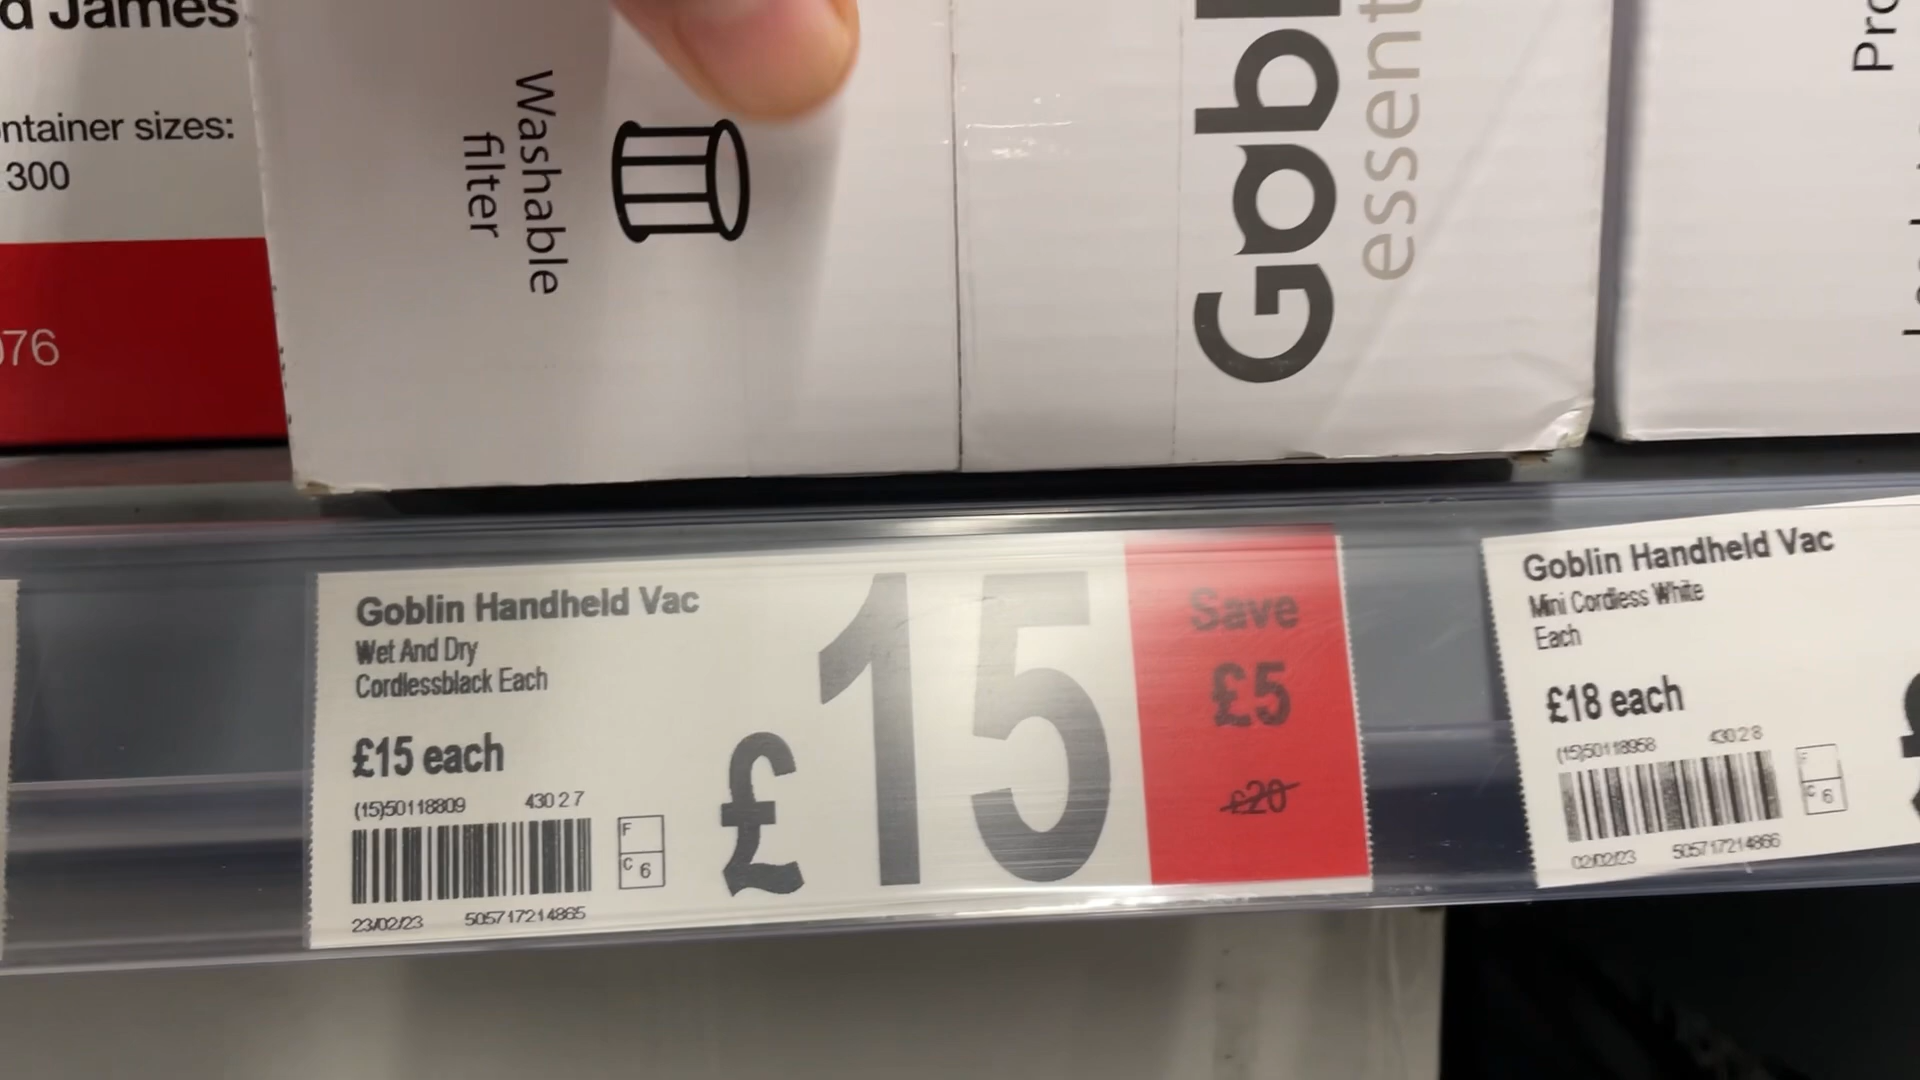 d James
ntainer sizes:
300
076
Washable
filter
Gobl
essent
Pro
Goblin Handheld Vac
Wet And Dry
Cordlessblack Each
£15 each
(15)50118809 43027
F
C 6
23/02/23 505717214865
£15
Save
£5
£20
Goblin Handheld Vac
Mini Cordless White
Each
£18 each
(15)50118958 43028
F
C 6
02/02/23 505717214866
£